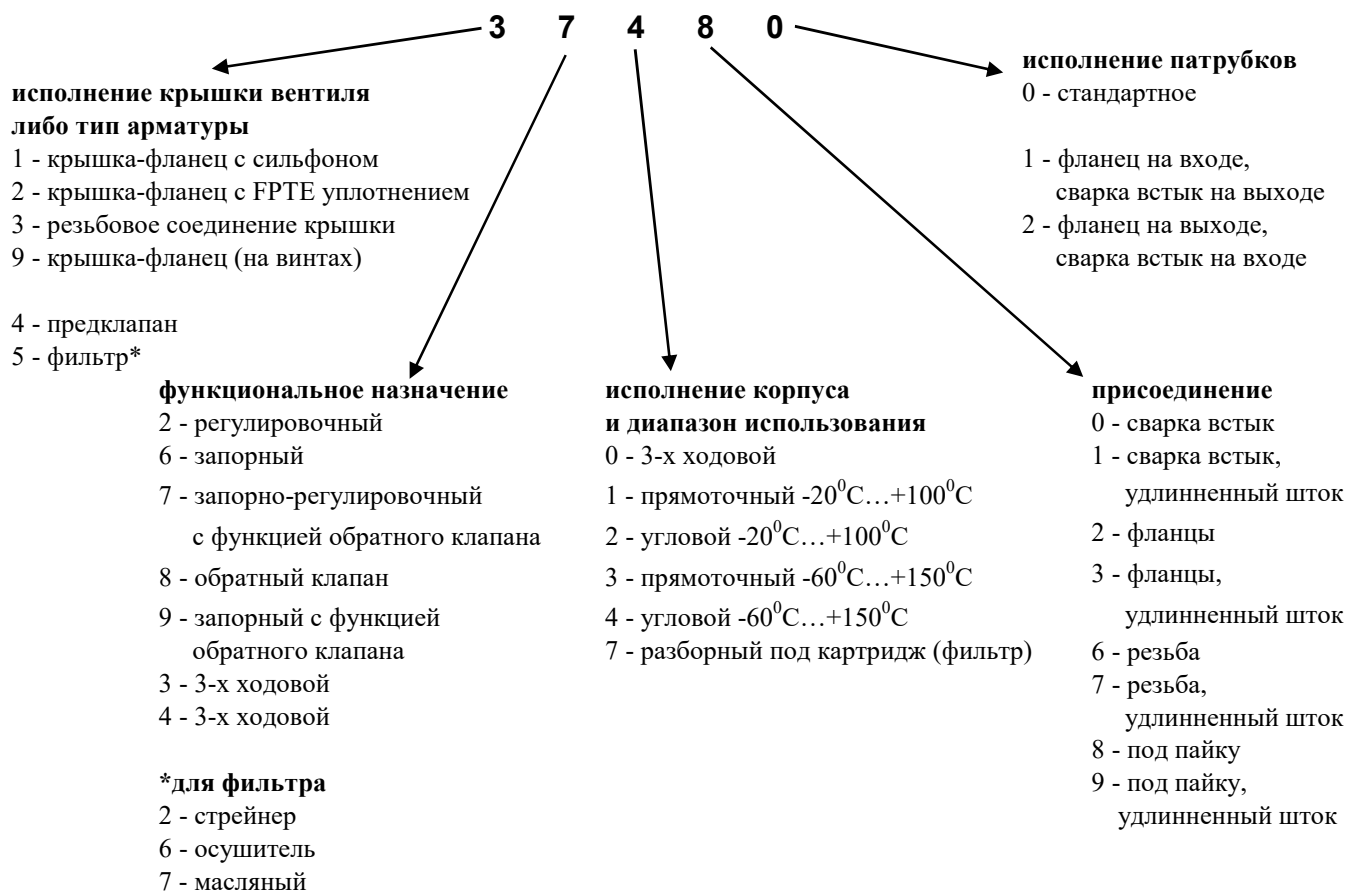 3 7 4 8 0
исполнение крышки вентиля
либо тип арматуры
1 - крышка-фланец с сильфоном
2 - крышка-фланец с FPTE уплотнением
3 - резьбовое соединение крышки
9 - крышка-фланец (на винтах)
4 - предклапан
5 - фильтр*
исполнение патрубков
0 - стандартное
1 - фланец на входе,
сварка встык на выходе
2 - фланец на выходе,
сварка встык на входе
функциональное назначение
2 - регулировочный
6 - запорный
7 - запорно-регулировочный
с функцией обратного клапана
8 - обратный клапан
9 - запорный с функцией
обратного клапана
3 - 3-х ходовой
4 - 3-х ходовой
*для фильтра
2 - стрейнер
6 - осушитель
7 - масляный
исполнение корпуса
и диапазон использования
0 - 3-х ходовой
1 - прямоточный -20⁰С…+100⁰С
2 - угловой -20⁰С…+100⁰С
3 - прямоточный -60⁰С…+150⁰С
4 - угловой -60⁰С…+150⁰С
7 - разборный под картридж (фильтр)
присоединение
0 - сварка встык
1 - сварка встык,
удлинненный шток
2 - фланцы
3 - фланцы,
удлинненный шток
6 - резьба
7 - резьба,
удлинненный шток
8 - под пайку
9 - под пайку,
удлинненный шток